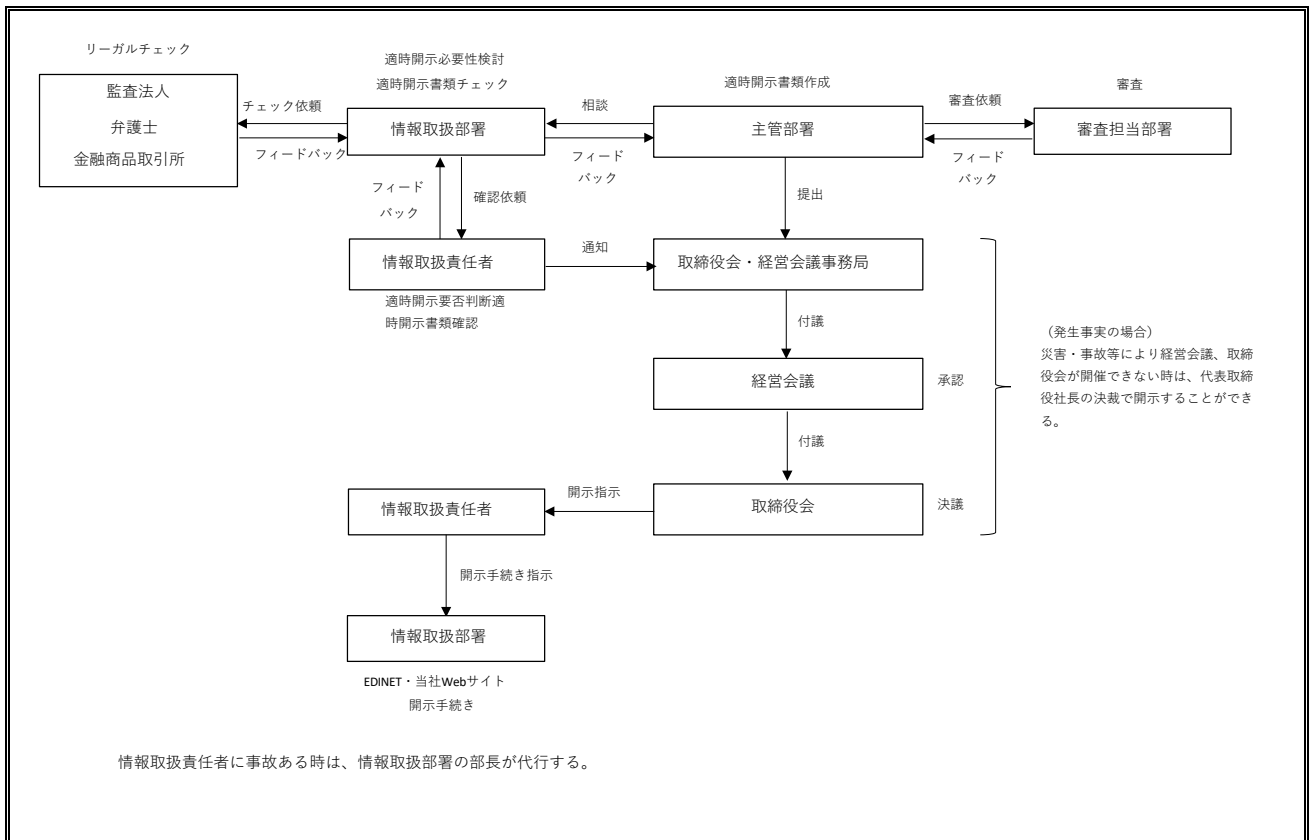 リーガルチェック
監査法人
弁護士
金融商品取引所
チェック依頼
フィードバック
適時開示必要性検討
適時開示書類チェック
情報取扱部署
相談
フィード
バック
適時開示書類作成
主管部署
審査依頼
フィード
バック
審査
審査担当部署
フィード
バック
確認依頼
提出
情報取扱責任者
適時開示要否判断適
時開示書類確認
通知
取締役会・経営会議事務局
付議
経営会議
承認
付議
取締役会
決議
(発生事実の場合)
災害・事故等により経営会議、取締
役会が開催できない時は、代表取締
役社長の決裁で開示することができ
る。
開示指示
情報取扱責任者
開示手続き指示
情報取扱部署
EDINET・当社Webサイト
開示手続き
情報取扱責任者に事故ある時は、情報取扱部署の部長が代行する。